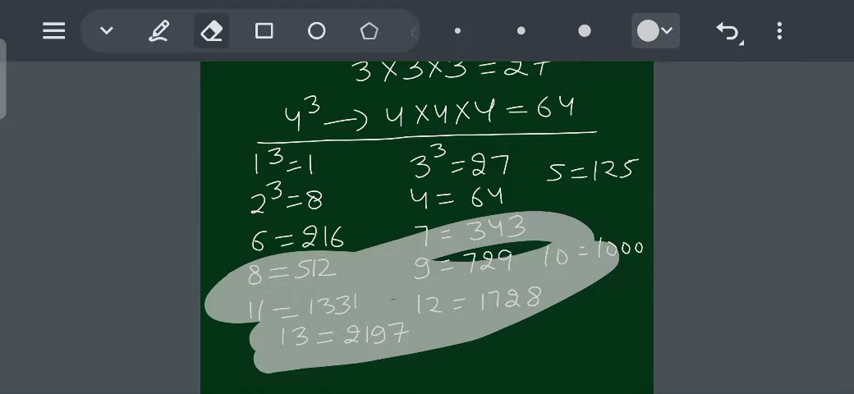 3×3×3=27
4³ → 4×4×4=64
1³=1 3³=27 5=125
2³=8 4=64
6=216 7=343
8=512 9=729 10=1000
11=1331 12=1728
13=2197